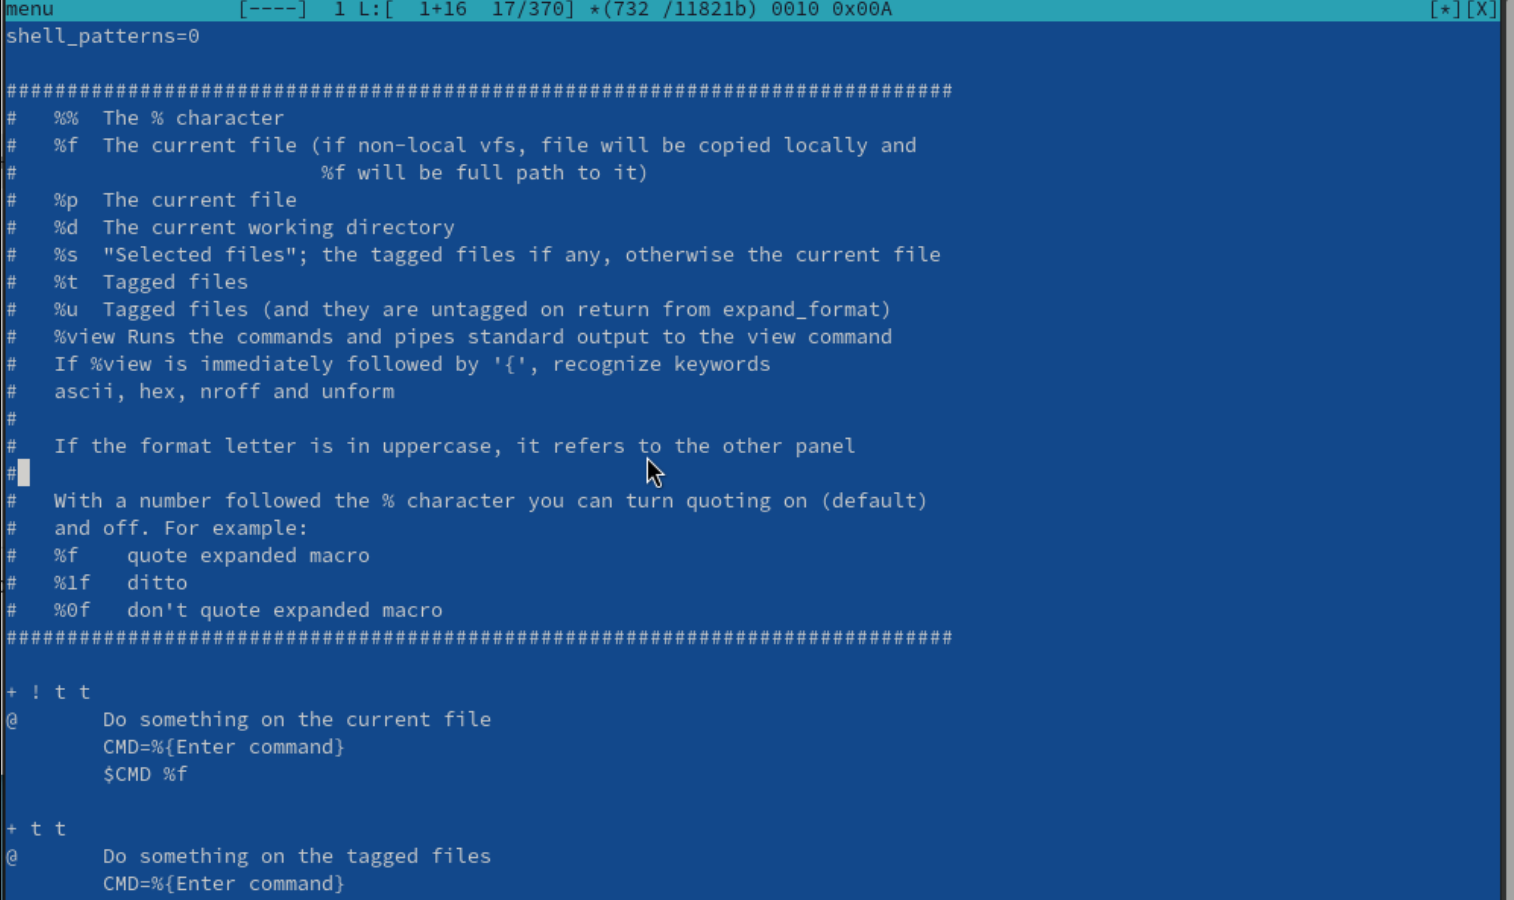 menu                   [----]  1 L:[  1+16  17/370] *(732 /11821b) 0010 0x00A                                            [*][X]
shell_patterns=0
##############################################################################
#   %%  The % character
#   %f  The current file (if non-local vfs, file will be copied locally and
#                         %f will be full path to it)
#   %p  The current file
#   %d  The current working directory
#   %s  "Selected files"; the tagged files if any, otherwise the current file
#   %t  Tagged files
#   %u  Tagged files (and they are untagged on return from expand_format)
#   %view Runs the commands and pipes standard output to the view command
#   If %view is immediately followed by '{', recognize keywords
#   ascii, hex, nroff and unform
#
#   If the format letter is in uppercase, it refers to the other panel
#
#   With a number followed the % character you can turn quoting on (default)
#   and off. For example:
#   %f    quote expanded macro
#   %1f   ditto
#   %0f   don't quote expanded macro
##############################################################################
+ ! t t
@       Do something on the current file
        CMD=%{Enter command}
        $CMD %f
+ t t
@       Do something on the tagged files
        CMD=%{Enter command}